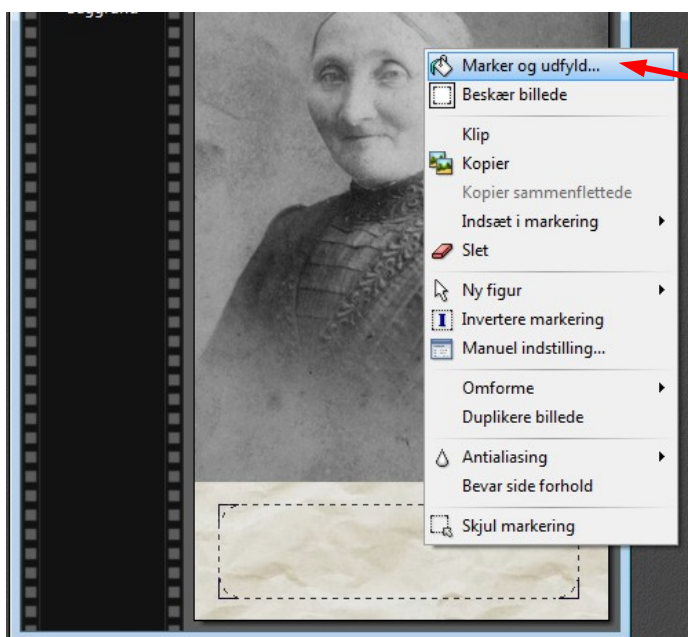 Marker og udfyld...
Beskær billede
Klip
Kopier
Kopier sammenflettede
Indsæt i markering
Slet
Ny figur
Invertere markering
Manuel indstilling...
Omforme
Duplikere billede
Antialiasing
Bevar side forhold
Skjul markering